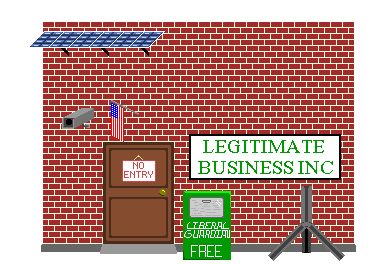 LEGITIMATE
BUSINESS INC
NO
ENTRY
LIBERAL
GUARDIAN
FREE